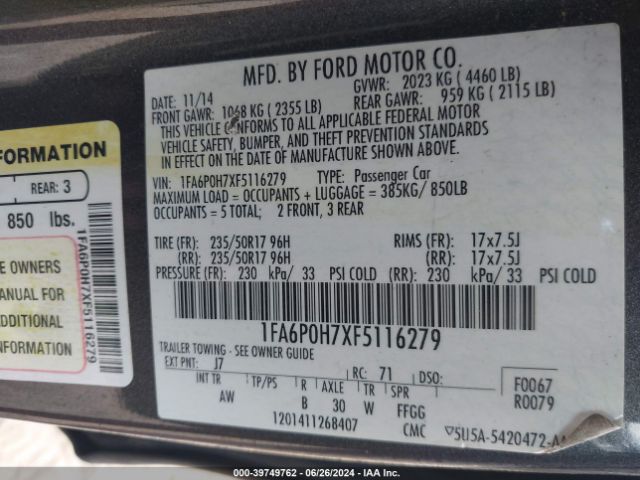 MFD. BY FORD MOTOR CO.
DATE: 11/14
GVWR: 2023 KG ( 4460 LB)
FRONT GAWR: 1068 KG ( 2355 LB)
REAR GAWR: 959 KG ( 2115 LB)
THIS VEHICLE CONFORMS TO ALL APPLICABLE FEDERAL MOTOR
VEHICLE SAFETY, BUMPER, AND THEFT PREVENTION STANDARDS
IN EFFECT ON THE DATE OF MANUFACTURE SHOWN ABOVE.
VIN: 1FA6P0H7XF5116279 TYPE: Passenger Car
MAXIMUM LOAD = OCCUPANTS + LUGGAGE = 385KG/ 850LB
OCCUPANTS = 5 TOTAL; 2 FRONT, 3 REAR
TIRE (FR): 235/50R17 96H RIMS (FR): 17x7.5J
(RR): 235/50R17 96H (RR): 17x7.5J
PRESSURE (FR): 230 kPa/ 33 PSI COLD (RR): 230 kPa/ 33 PSI COLD
1FA6P0H7XF5116279
TRAILER TOWING - SEE OWNER GUIDE
EXT PNT: J7 RC: 71 DSO:
INT TR TP/PS R AXLE TR SPR
AW B 30 W FFGG
F0067
R0079
1201411268407 CMC
5U5A-5420472-AA
FORMATION
REAR: 3
850 lbs.
1FA6P0H7XF5116279
E OWNERS
ANUAL FOR
ADDITIONAL
INFORMATION
000-39749762 - 06/26/2024 - IAA Inc.